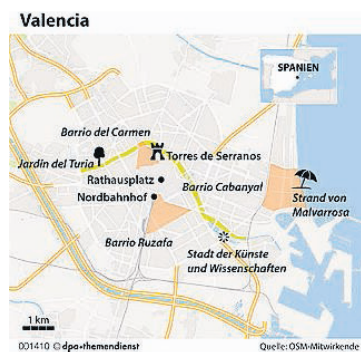 Valencia
SPANIEN
Barrio del Carmen
Jardín del Turia
Torres de Serranos
Rathausplatz
Barrio Cabanyal
Nordbahnhof
Strand von
Malvarrosa
Barrio Ruzafa
Stadt der Künste
und Wissenschaften
1 km
001410 © dpa•themendienst
Quelle: OSM-Mitwirkende